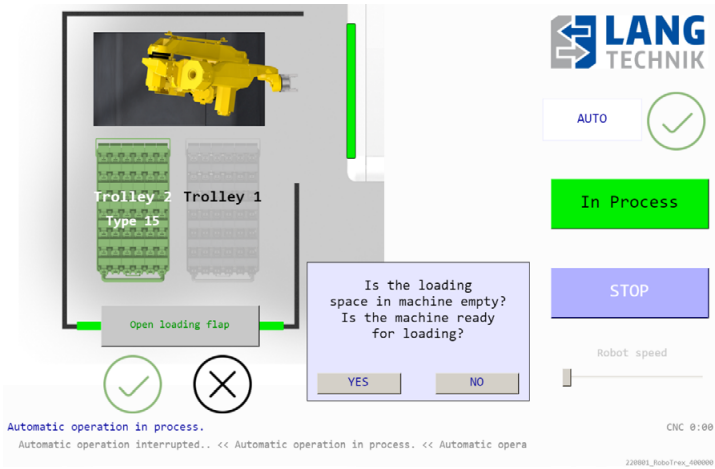 LANG
TECHNIK
AUTO
Trolley 2
Type 15
Trolley 1
In Process
Is the loading
space in machine empty?
Is the machine ready
for loading?
YES
NO
STOP
Open loading flap
Robot speed
Automatic operation in process.
CNC 0:00
Automatic operation interrupted.. << Automatic operation in process. << Automatic opera
220801_RoboTrex_400000